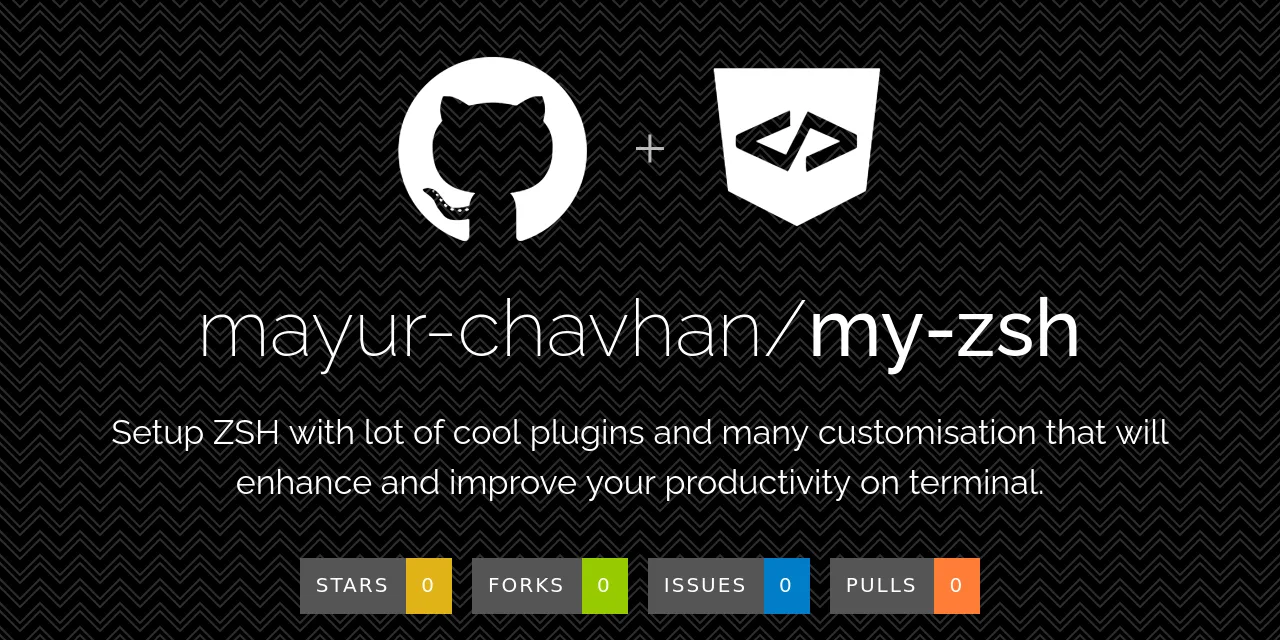 mayur-chavhan/my-zsh
Setup ZSH with lot of cool plugins and many customisation that will
enhance and improve your productivity on terminal.
STARS 0 FORKS 0 ISSUES 0 PULLS 0